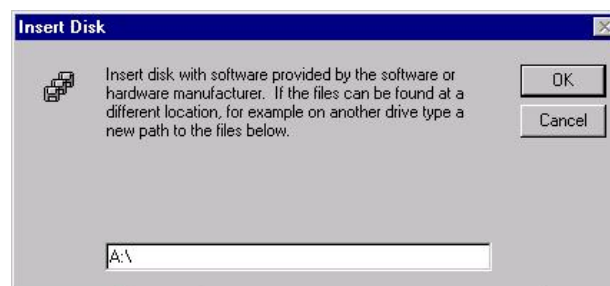 Insert Disk
Insert disk with software provided by the software or
hardware manufacturer. If the files can be found at a
different location, for example on another drive type a
new path to the files below.
OK
Cancel
A:\